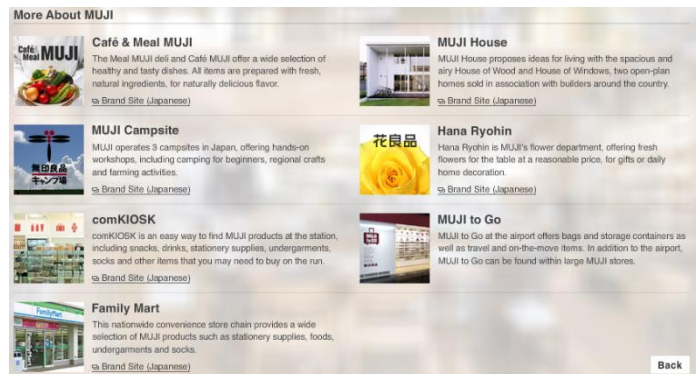 More About MUJI
Café & Meal MUJI
The Meal MUJI deli and Café MUJI offer a wide selection of
healthy and tasty dishes. All items are prepared with fresh,
natural ingredients, for naturally delicious flavor.
Brand Site (Japanese)
MUJI House
MUJI House proposes ideas for living with the spacious and
airy House of Wood and House of Windows, two open-plan
homes sold in association with builders around the country.
Brand Site (Japanese)
MUJI Campsite
MUJI operates 3 campsites in Japan, offering hands-on
workshops, including camping for beginners, regional crafts
and farming activities.
Brand Site (Japanese)
Hana Ryohin
Hana Ryohin is MUJI's flower department, offering fresh
flowers for the table at a reasonable price, for gifts or daily
home decoration.
Brand Site (Japanese)
comKIOSK
comKIOSK is an easy way to find MUJI products at the station,
including snacks, drinks, stationery supplies, undergarments,
socks and other items that you may need to buy on the run.
Brand Site (Japanese)
MUJI to Go
MUJI to Go at the airport offers bags and storage containers as
well as travel and on-the-move items. In addition to the airport,
MUJI to Go can be found within large MUJI stores.
Family Mart
This nationwide convenience store chain provides a wide
selection of MUJI products such as stationery supplies, foods,
undergarments and socks.
Brand Site (Japanese)
Back
Café &
Meal MUJI
無印良品
キャンプ場
花良品
FamilyMart